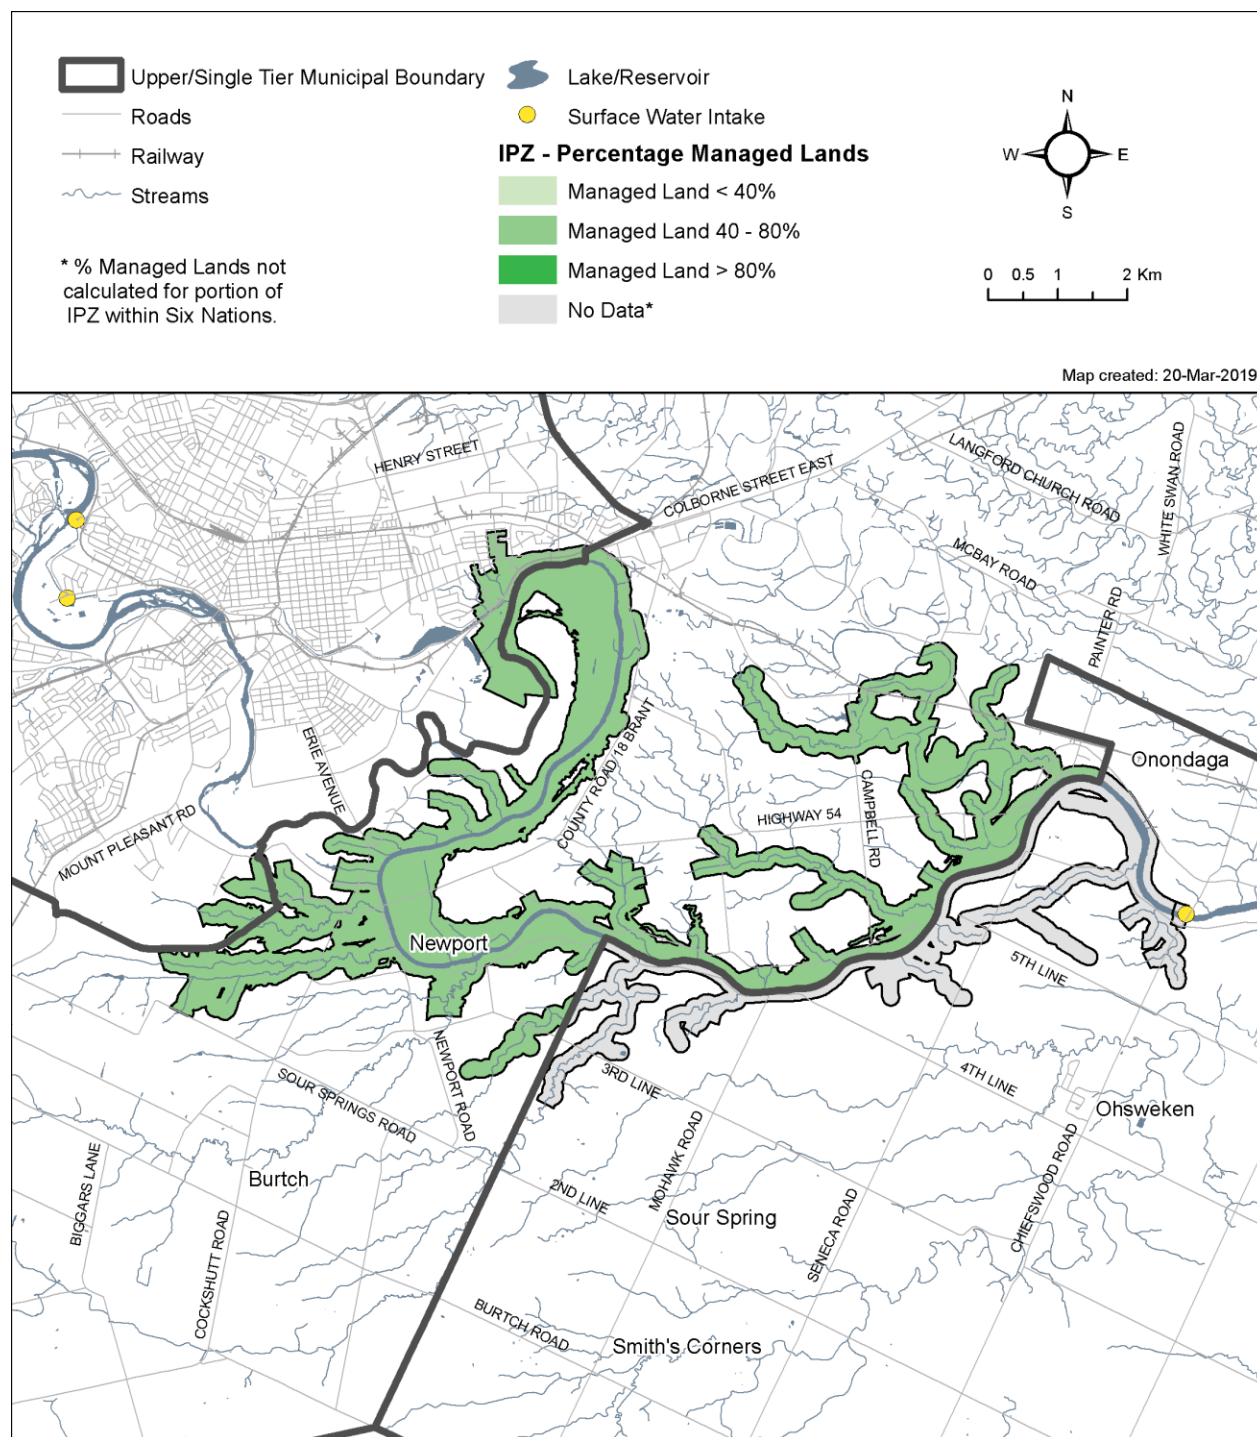 Upper/Single Tier Municipal Boundary
Roads
Railway
Streams
* % Managed Lands not
calculated for portion of
IPZ within Six Nations.
Lake/Reservoir
Surface Water Intake
IPZ - Percentage Managed Lands
Managed Land < 40%
Managed Land 40 - 80%
Managed Land > 80%
No Data*
N
W
E
S
0 0.5 1 2 Km
Map created: 20-Mar-2019
HENRY STREET
COLBORNE STREET EAST
LANGFORD CHURCH ROAD
WHITE SWAN ROAD
MCBAY ROAD
PAINTER RD
ERIE AVENUE
COUNTY ROAD 18 BRANT
Onondaga
MOUNT PLEASANT RD
HIGHWAY 54
CAMPBELL RD
Newport
5TH LINE
NEWPORT ROAD
SOUR SPRINGS ROAD
3RD LINE
4TH LINE
Ohsweken
BIGGARS LANE
Burtch
2ND LINE
MOHAWK ROAD
Sour Spring
SENECA ROAD
CHIEFSWOOD ROAD
COCKSHUTT ROAD
BURTCH ROAD
Smith's Corners